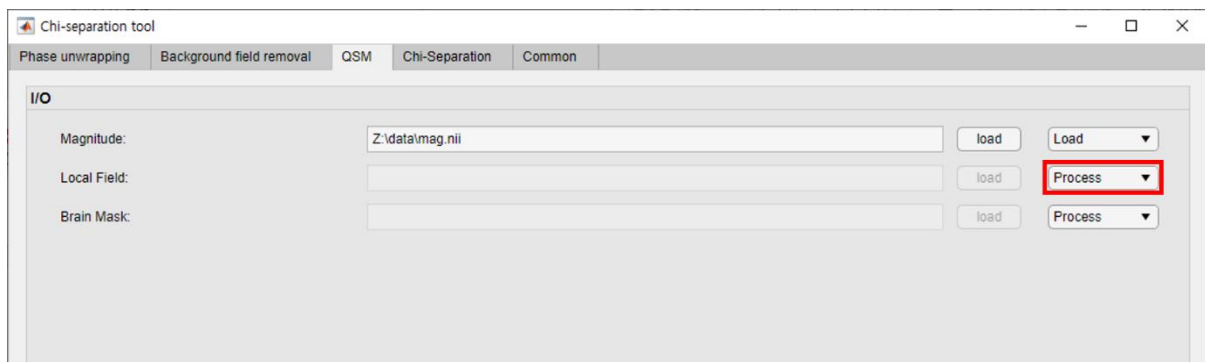 Chi-separation tool
Phase unwrapping Background field removal QSM Chi-Separation Common
I/O
Magnitude: Z:\data\mag.nii load Load
Local Field: load Process
Brain Mask: load Process